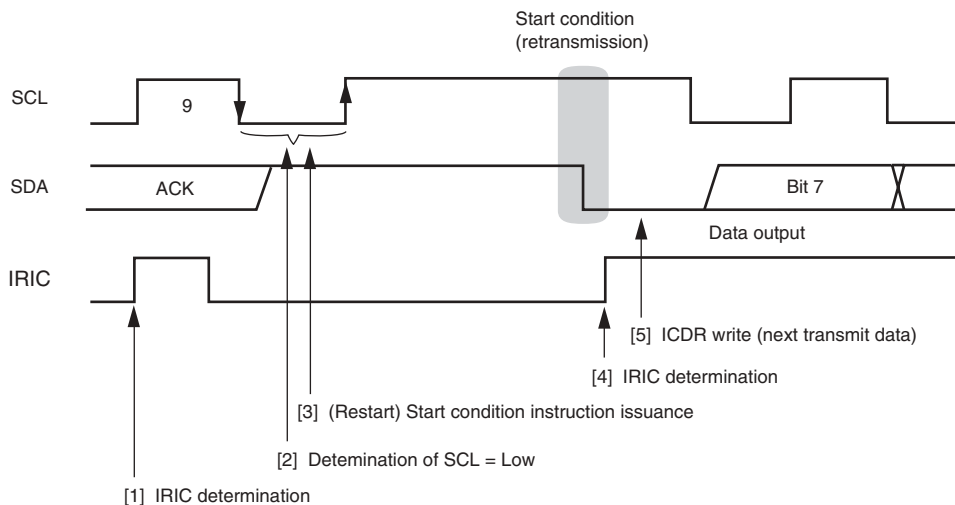 Start condition
(retransmission)
SCL
9
SDA
ACK
Bit 7
Data output
IRIC
[5] ICDR write (next transmit data)
[4] IRIC determination
[3] (Restart) Start condition instruction issuance
[2] Detemination of SCL = Low
[1] IRIC determination